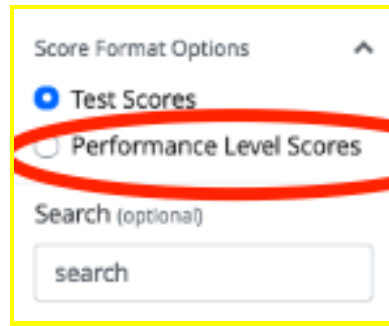 Score Format Options
Test Scores
Performance Level Scores
Search (optional)
search